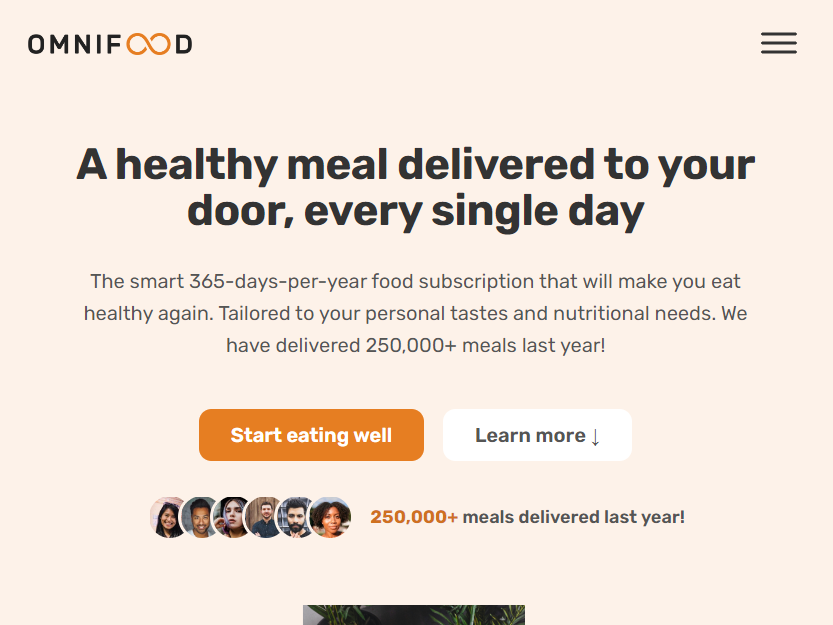 OMNIFOOD
A healthy meal delivered to your
door, every single day
The smart 365-days-per-year food subscription that will make you eat
healthy again. Tailored to your personal tastes and nutritional needs. We
have delivered 250,000+ meals last year!
Start eating well
Learn more ↓
250,000+ meals delivered last year!